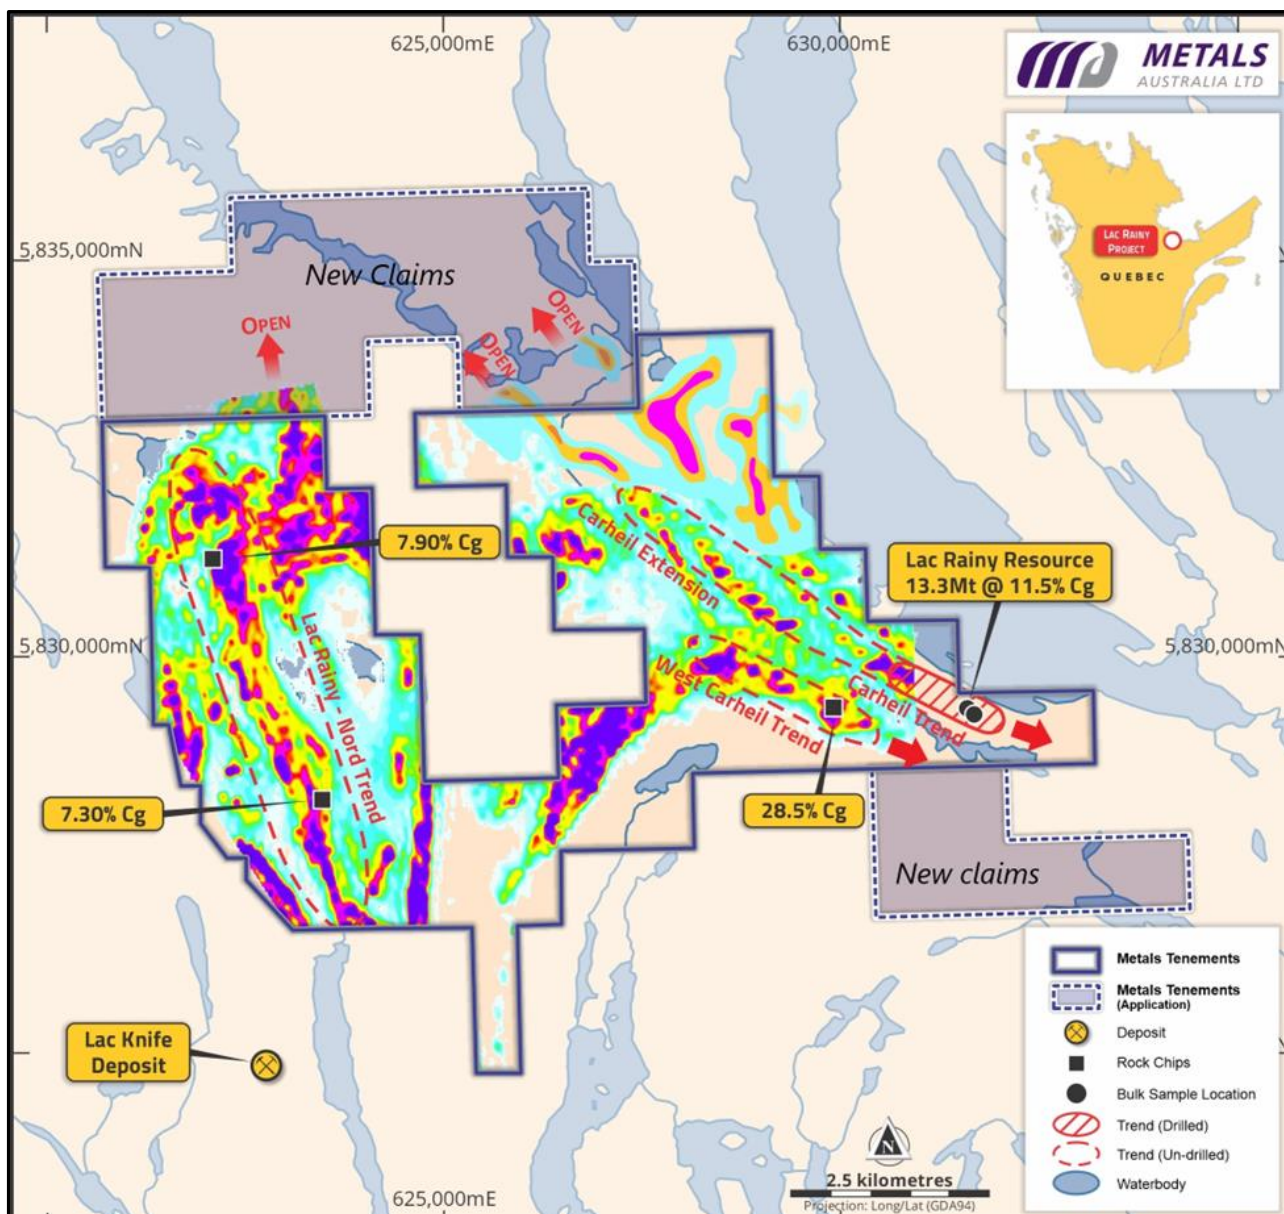 625,000mE
630,000mE
METALS
AUSTRALIA LTD
LAC RAINY
PROJECT
QUEBEC
5,835,000mN
New Claims
OPEN
OPEN
OPEN
7.90% Cg
Carheil Extension
Lac Rainy Resource
13.3Mt @ 11.5% Cg
5,830,000mN
5,830,000mN
Lac Rainy - Nord Trend
West Carheil Trend
Carheil Trend
7.30% Cg
28.5% Cg
New claims
Lac Knife
Deposit
Metals Tenements
Metals Tenements
(Application)
Deposit
Rock Chips
Bulk Sample Location
Trend (Drilled)
Trend (Un-drilled)
Waterbody
N
2.5 kilometres
Projection: Long/Lat (GDA94)
625,000mE